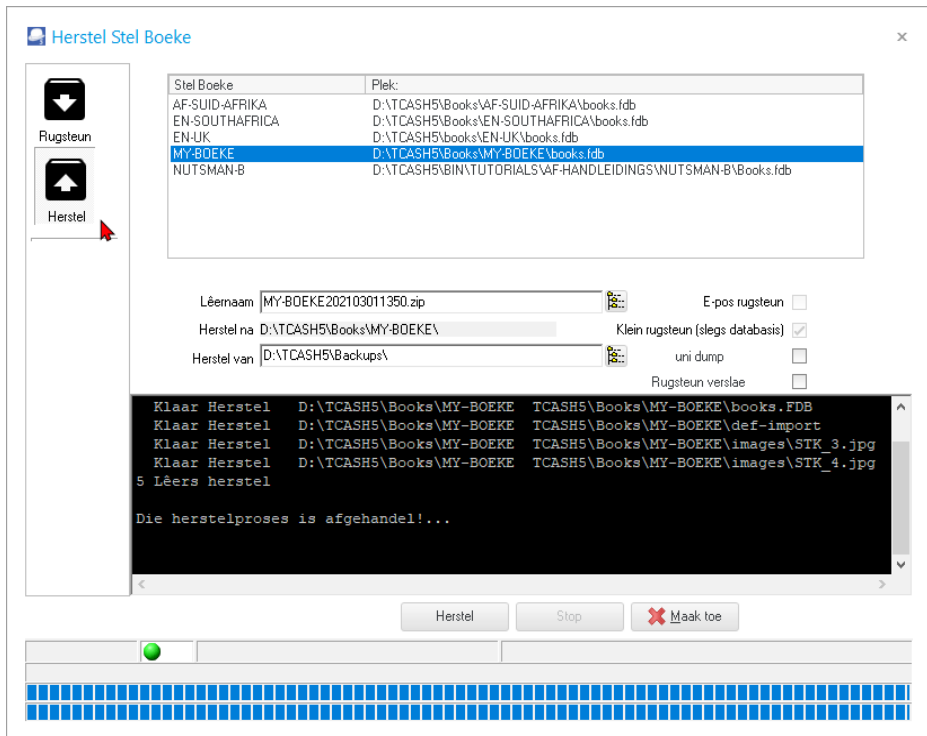 Herstel Stel Boeke
Rugsteun
Herstel
Stel Boeke Plek:
AF-SUID-AFRIKA D:\TCASH5\Books\AF-SUID-AFRIKA\books.fdb
EN-SOUTHAFRICA D:\TCASH5\Books\EN-SOUTHAFRICA\books.fdb
EN-UK D:\TCASH5\books\EN-UK\books.fdb
MY-BOEKE D:\TCASH5\Books\MY-BOEKE\books.fdb
NUTSMAN-B D:\TCASH5\BIN\TUTORIALS\AF-HANDLEIDINGS\NUTSMAN-B\Books.fdb
Lêernaam MY-BOEKE202103011350.zip E-pos rugsteun
Herstel na D:\TCASH5\Books\MY-BOEKE\ Klein rugsteun (slegs databasis)
Herstel van D:\TCASH5\Backups\ uni dump
Rugsteun verslae
Klaar Herstel D:\TCASH5\Books\MY-BOEKE TCASH5\Books\MY-BOEKE\books.FDB
Klaar Herstel D:\TCASH5\Books\MY-BOEKE TCASH5\Books\MY-BOEKE\def-import
Klaar Herstel D:\TCASH5\Books\MY-BOEKE TCASH5\Books\MY-BOEKE\images\STK_3.jpg
Klaar Herstel D:\TCASH5\Books\MY-BOEKE TCASH5\Books\MY-BOEKE\images\STK_4.jpg
5 Lêers herstel
Die herstelproses is afgehandel!...
Herstel Stop Maak toe